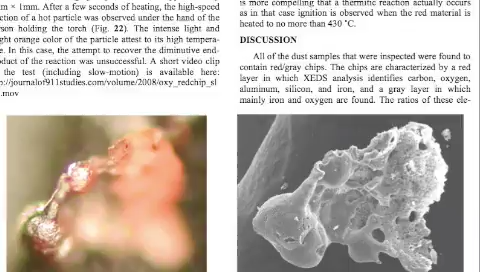 m × 1mm. After a few seconds of heating, the high-speed
ction of a hot particle was observed under the hand of the
rson holding the torch (Fig. 22). The intense light and
ght orange color of the particle attest to its high tempera-
e. In this case, the attempt to recover the diminutive end-
oduct of the reaction was unsuccessful. A short video clip
the test (including slow-motion) is available here:
p://journalof911studies.com/volume/2008/oxy_redchip_sl
.mov
is more compelling that a thermitic reaction actually occurs
as in that case ignition is observed when the red material is
heated to no more than 430 °C.
DISCUSSION
All of the dust samples that were inspected were found to
contain red/gray chips. The chips are characterized by a red
layer in which XEDS analysis identifies carbon, oxygen,
aluminum, silicon, and iron, and a gray layer in which
mainly iron and oxygen are found. The ratios of these ele-